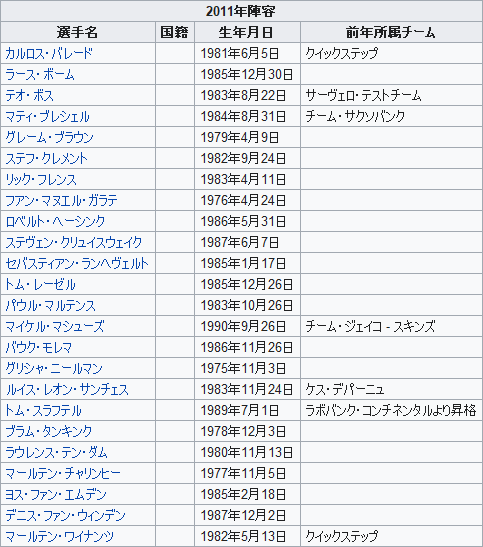 2011年陣容
選手名 国籍 生年月日 前年所属チーム
カルロス・バレード 1981年6月5日 クイックステップ
ラース・ボーム 1985年12月30日
テオ・ボス 1983年8月22日 サーヴェロ・テストチーム
マティ・ブレシェル 1984年8月31日 チーム・サクソバンク
グレーム・ブラウン 1979年4月9日
ステフ・クレメント 1982年9月24日
リック・フレンス 1983年4月11日
フアン・マヌエル・ガラテ 1976年4月24日
ロベルト・ヘーシンク 1986年5月31日
ステヴェン・クリュイスウェイク 1987年6月7日
セバスティアン・ランヘヴェルト 1985年1月17日
トム・レーゼル 1985年12月26日
パウル・マルテンス 1983年10月26日
マイケル・マシューズ 1990年9月26日 チーム・ジェイコ - スキンズ
バウク・モレマ 1986年11月26日
グリシャ・ニールマン 1975年11月3日
ルイス・レオン・サンチェス 1983年11月24日 ケス・デパーニュ
トム・スラフテル 1989年7月1日 ラボバンク・コンチネンタルより昇格
ブラム・タンキンク 1978年12月3日
ラウレンス・テン・ダム 1980年11月13日
マールテン・チャリンヒー 1977年11月5日
ヨス・ファン・エムデン 1985年2月18日
デニス・ファン・ウィンデン 1987年12月2日
マールテン・ワイナンツ 1982年5月13日 クイックステップ